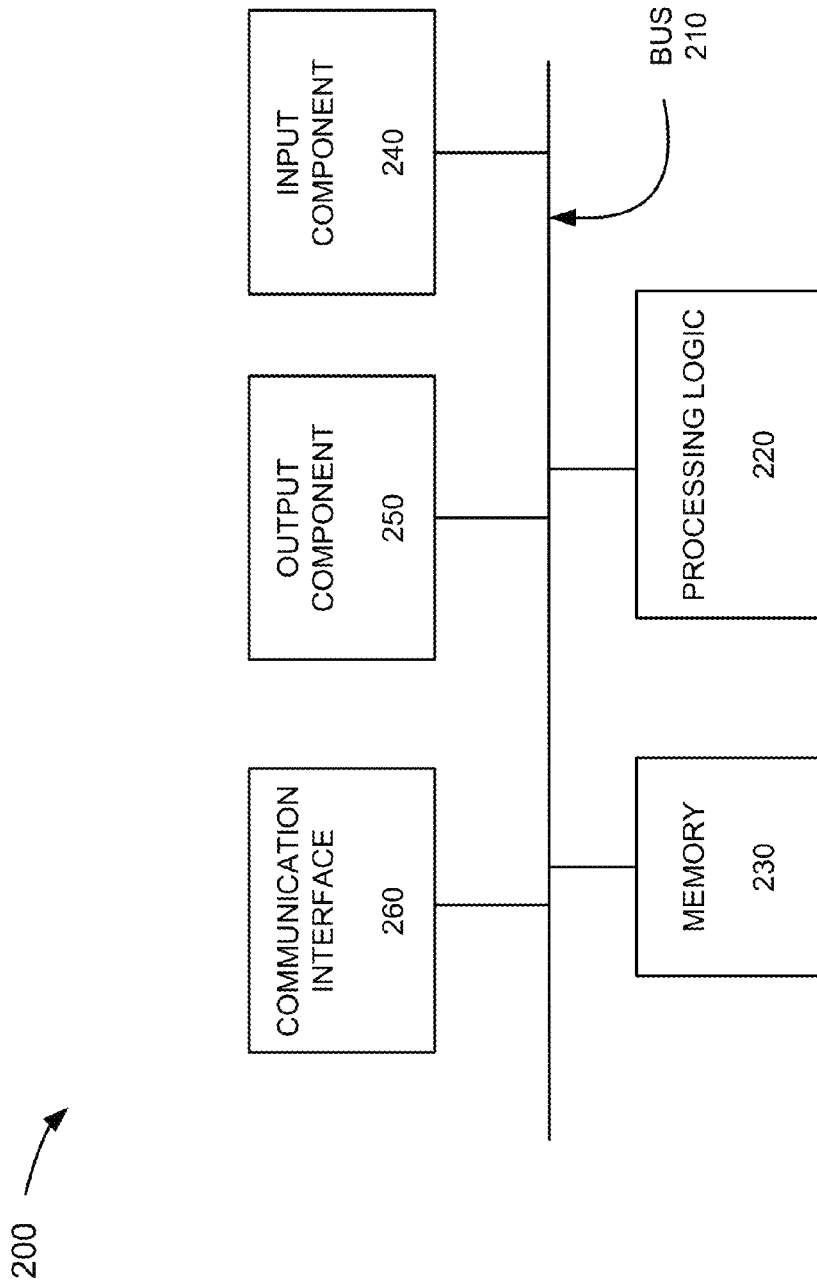 200
COMMUNICATION
INTERFACE
260
OUTPUT
COMPONENT
250
INPUT
COMPONENT
240
MEMORY
230
PROCESSING LOGIC
220
BUS
210